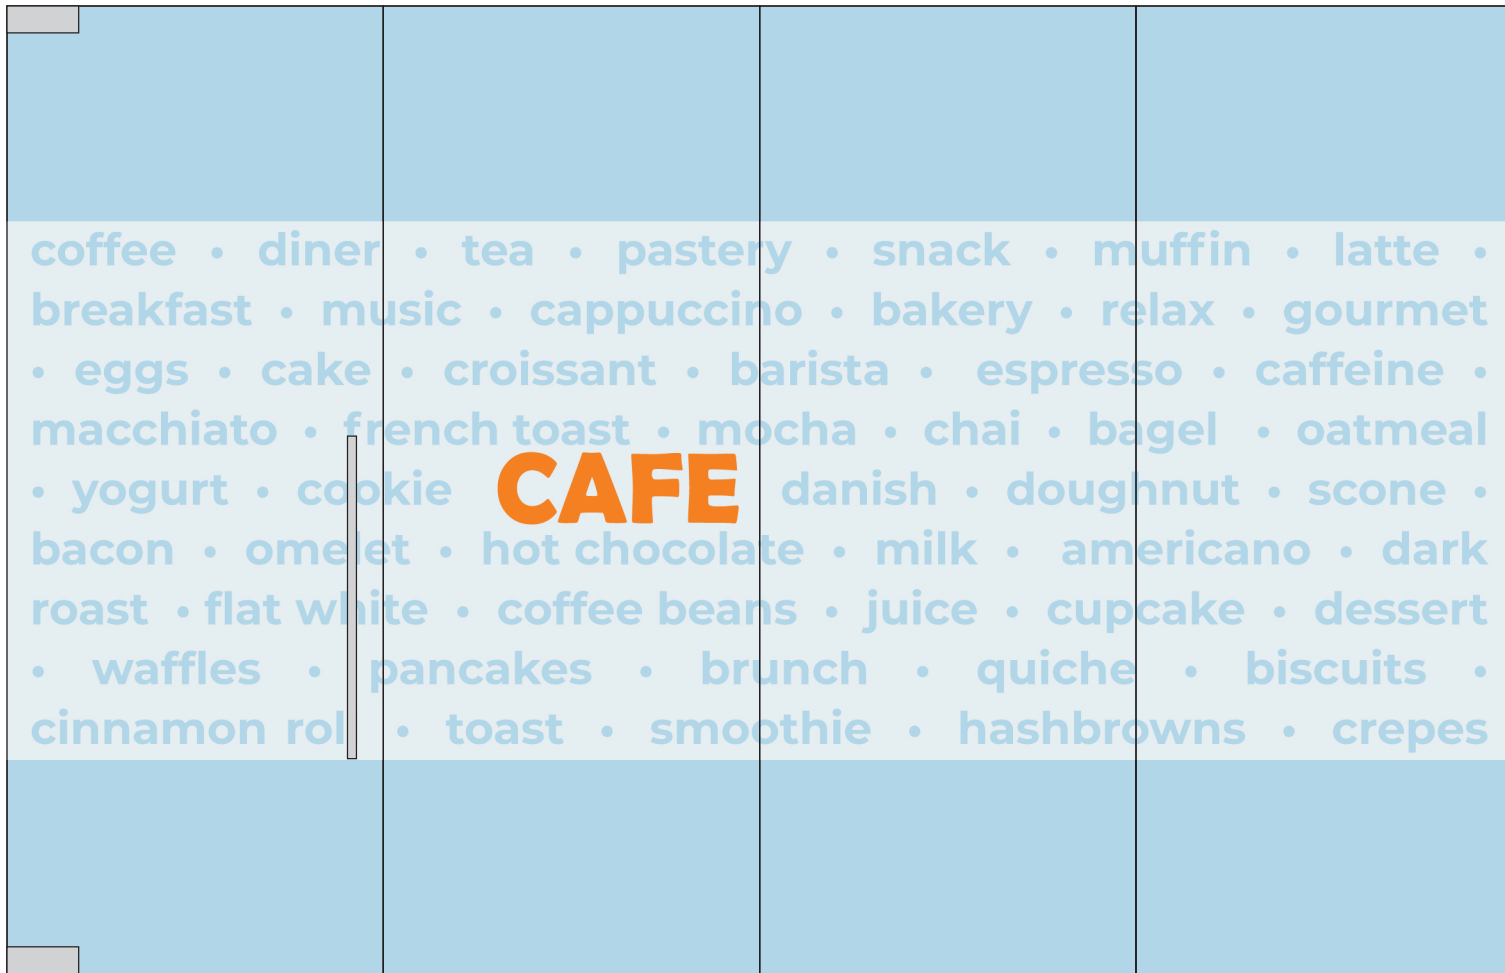 coffee • diner • tea • pastery • snack • muffin • latte •
breakfast • music • cappuccino • bakery • relax • gourmet
• eggs • cake • croissant • barista • espresso • caffeine •
macchiato • french toast • mocha • chai • bagel • oatmeal
• yogurt • cookie CAFE danish • doughnut • scone •
bacon • omelet • hot chocolate • milk • americano • dark
roast • flat white • coffee beans • juice • cupcake • dessert
• waffles • pancakes • brunch • quiche • biscuits •
cinnamon roll • toast • smoothie • hashbrowns • crepes